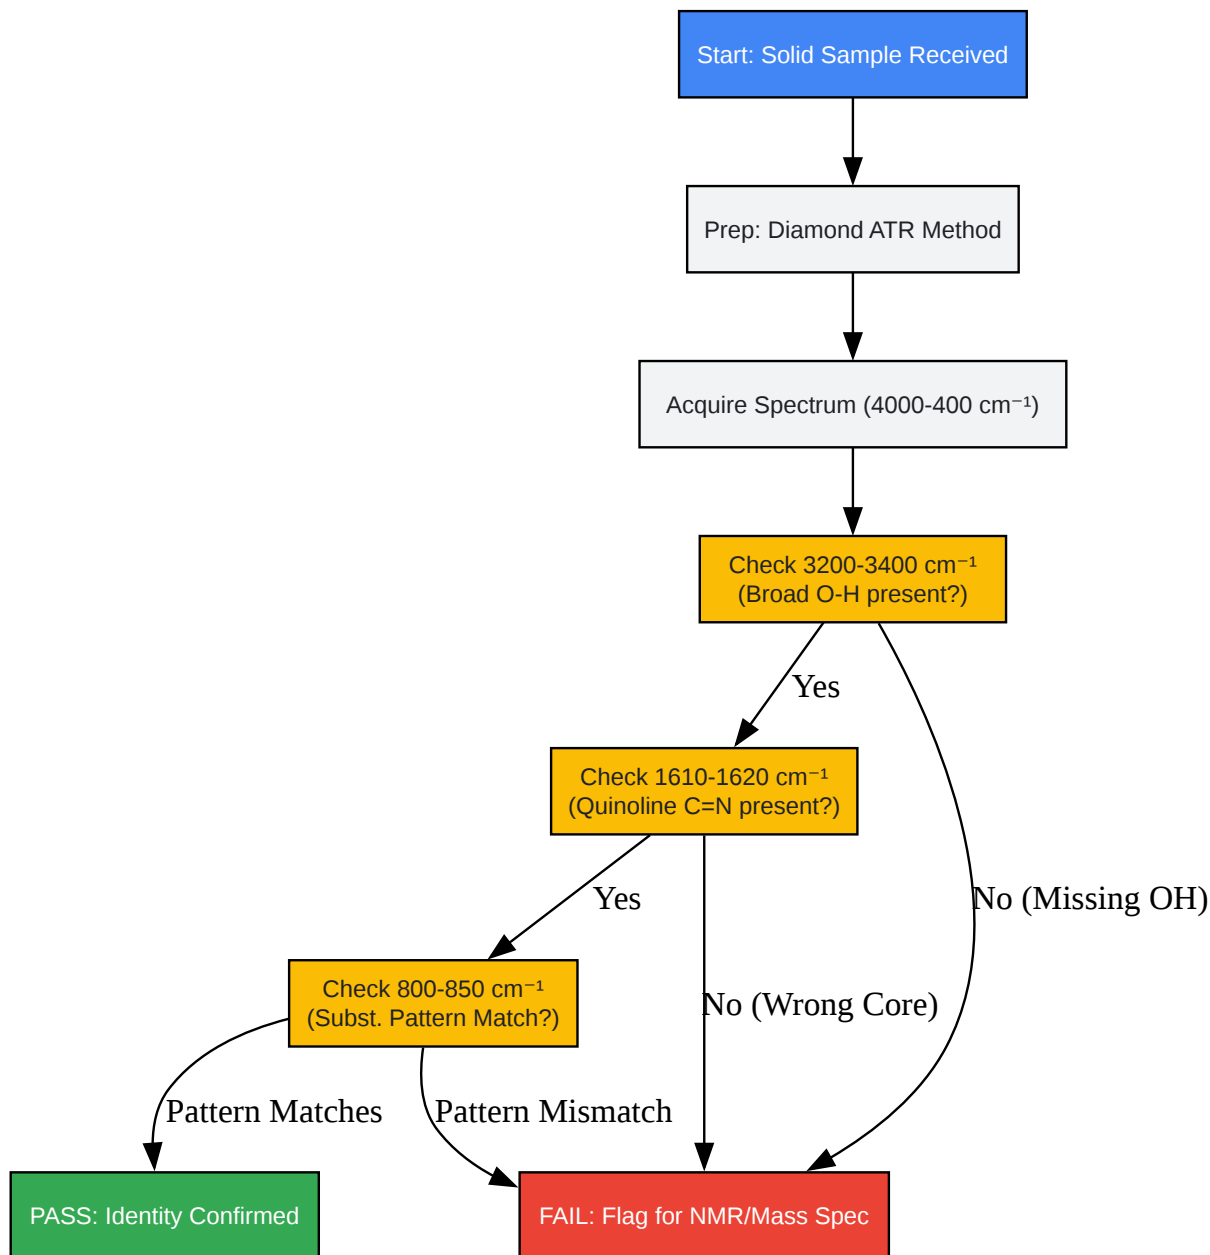 Start: Solid Sample Received
Prep: Diamond ATR Method
Acquire Spectrum (4000-400 cm⁻¹)
Check 3200-3400 cm⁻¹
(Broad O-H present?)
Yes
Check 1610-1620 cm⁻¹
(Quinoline C=N present?)
Yes
No (Missing OH)
Check 800-850 cm⁻¹
(Subst. Pattern Match?)
No (Wrong Core)
Pattern Matches
Pattern Mismatch
PASS: Identity Confirmed
FAIL: Flag for NMR/Mass Spec